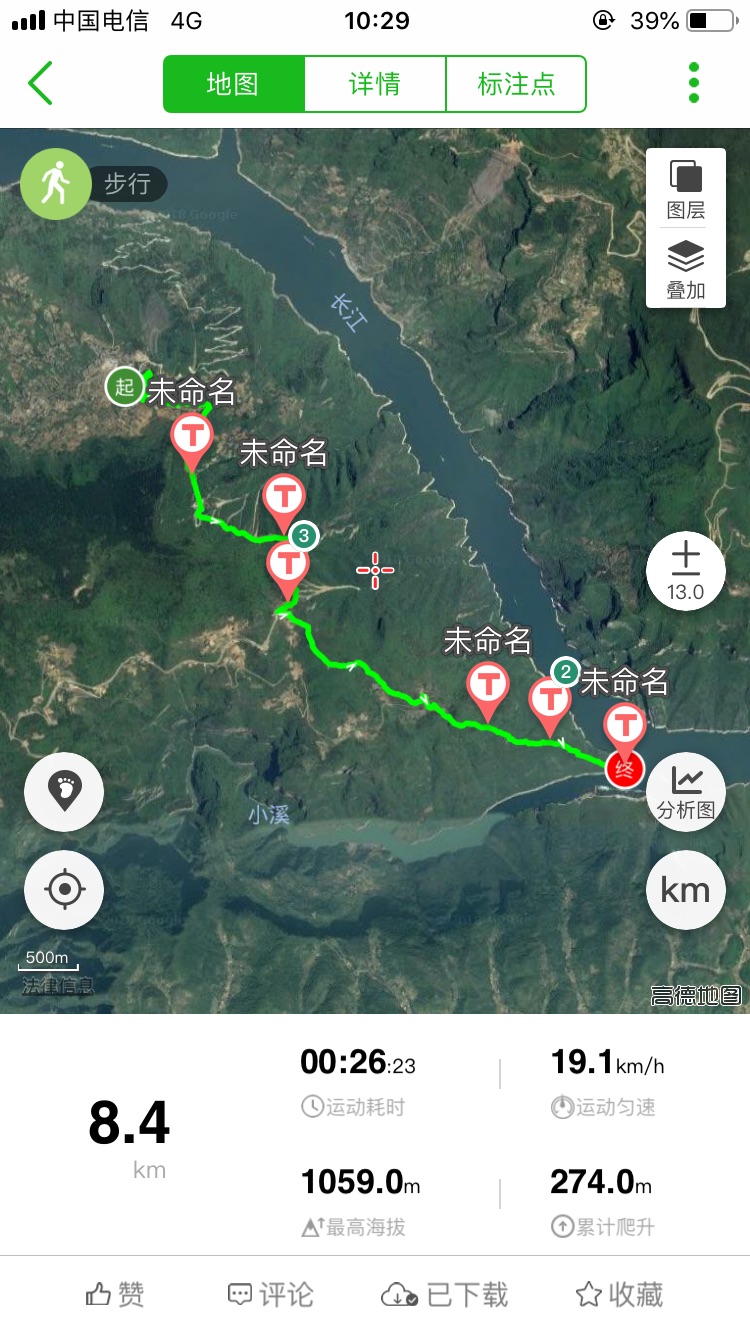 中国电信 4G 10:29 39%
地图 详情 标注点
步行
图层
叠加
长江
起 未命名
T
未命名
T
3
T
13.0
未命名
2 未命名
T
T
T
终
分析图
小溪
km
500m
法律信息
高德地图
00:26:23 19.1km/h
运动耗时 运动匀速
8.4
km
1059.0m 274.0m
最高海拔 累计爬升
赞 评论 已下载 收藏